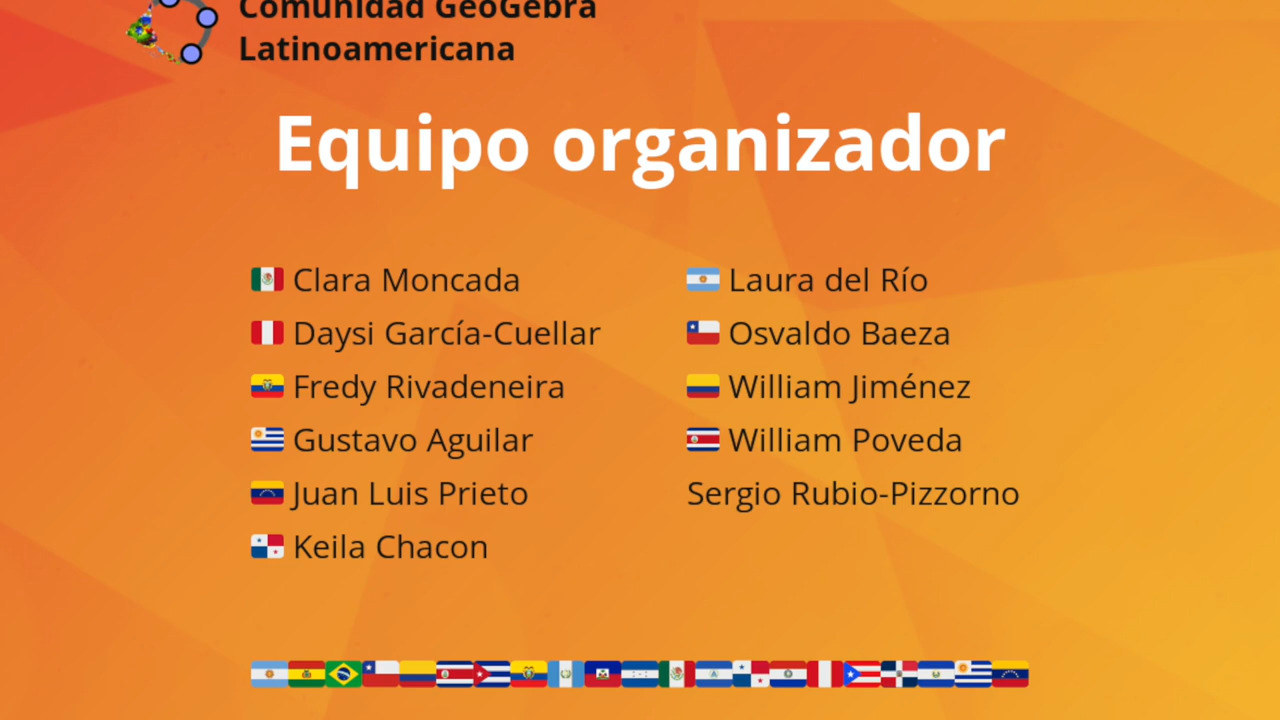 Comunidad GeoGebra
Latinoamericana
Equipo organizador
Clara Moncada
Daysi García-Cuellar
Fredy Rivadeneira
Gustavo Aguilar
Juan Luis Prieto
Keila Chacon
Laura del Río
Osvaldo Baeza
William Jiménez
William Poveda
Sergio Rubio-Pizzorno